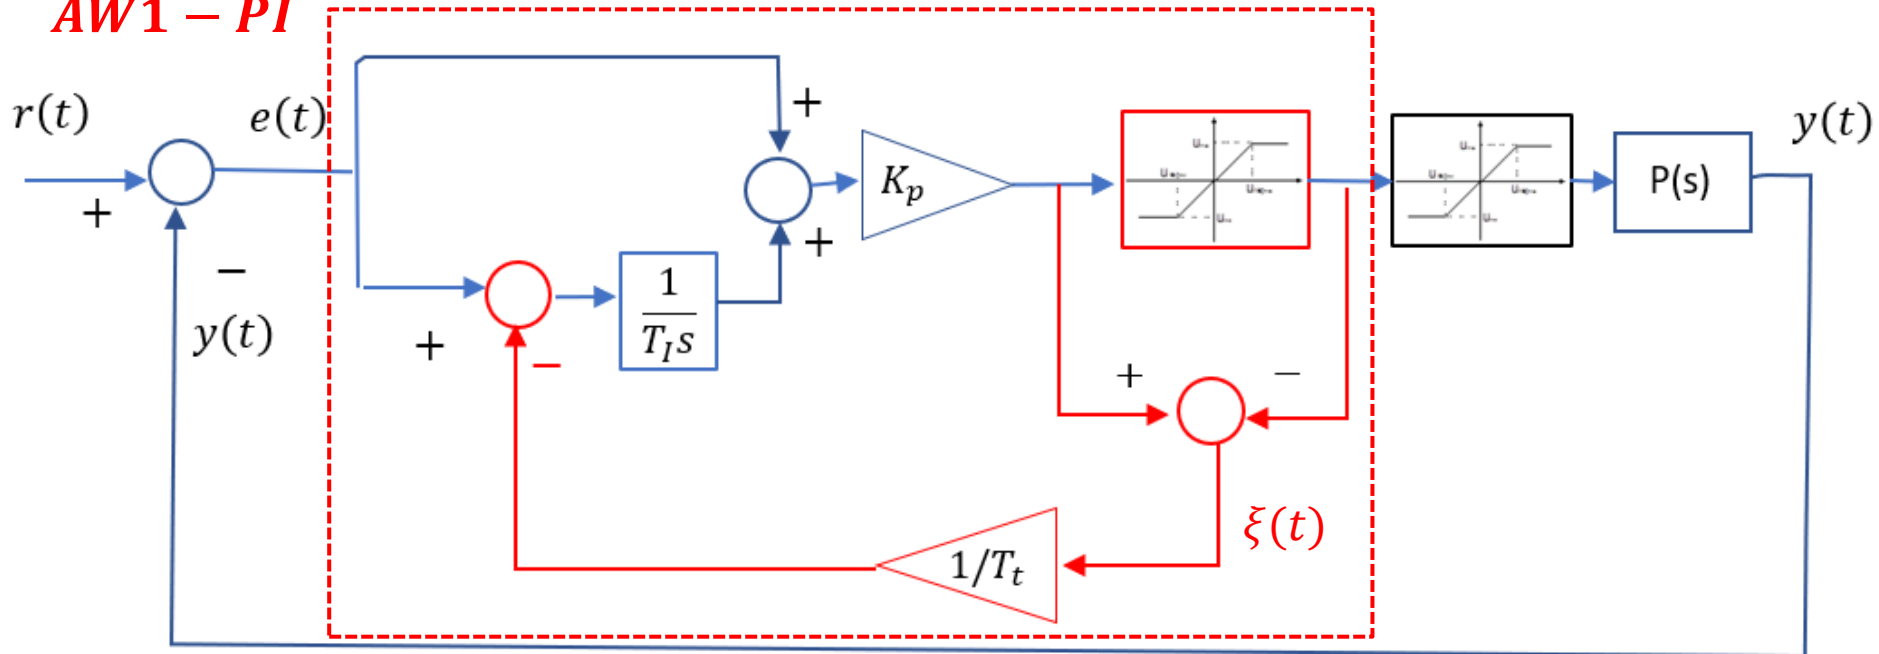 AW1 − PI
r(t)
+
e(t)
−
y(t)
+
+
K_p
+
−
1
T_I s
+
−
ξ(t)
1/T_t
P(s)
y(t)